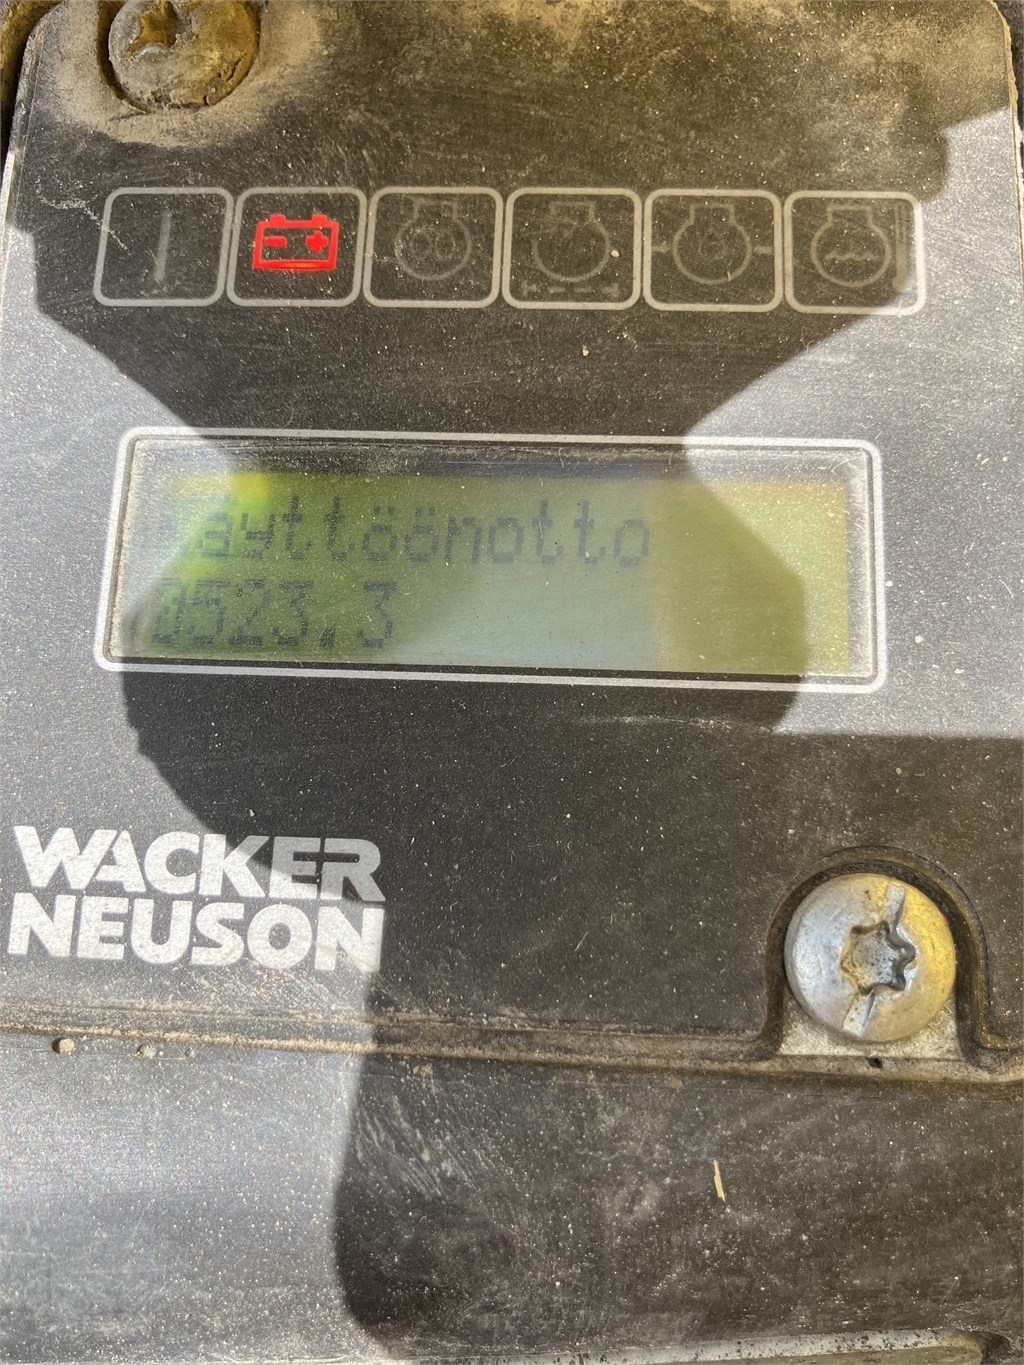 Käyttöönotto
0523.3
WACKER
NEUSON